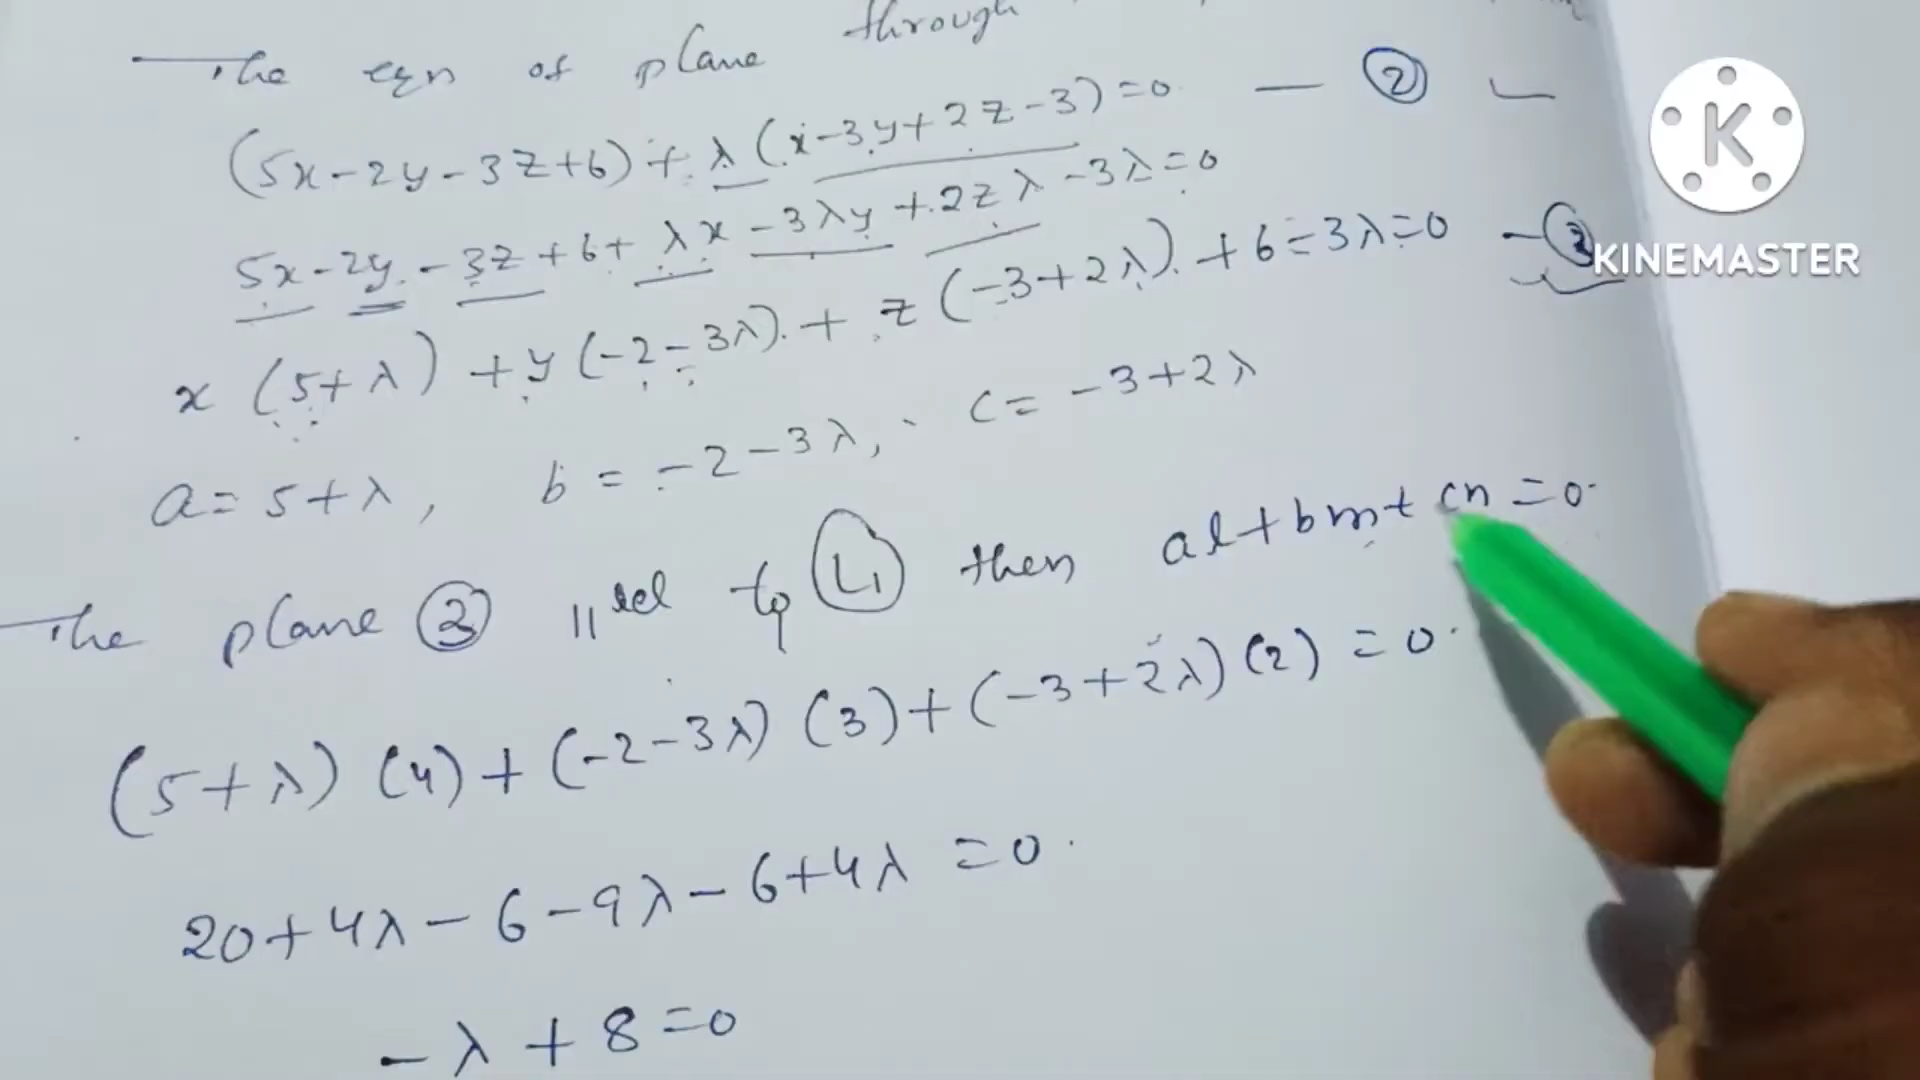 The eqn of plane through
(5x-2y-3z+6)+λ(x-3y+2z-3)=0 — ②
5x-2y-3z+6+λx-3λy+2zλ-3λ=0
x(5+λ)+y(-2-3λ)+z(-3+2λ)+6-3λ=0 — ③
a=5+λ, b=-2-3λ, c=-3+2λ
The plane ③ ||rel to L₁ then al+bm+cn=0
(5+λ)(4)+(-2-3λ)(3)+(-3+2λ)(2)=0
20+4λ-6-9λ-6+4λ=0
-λ+8=0
K
KINEMASTER